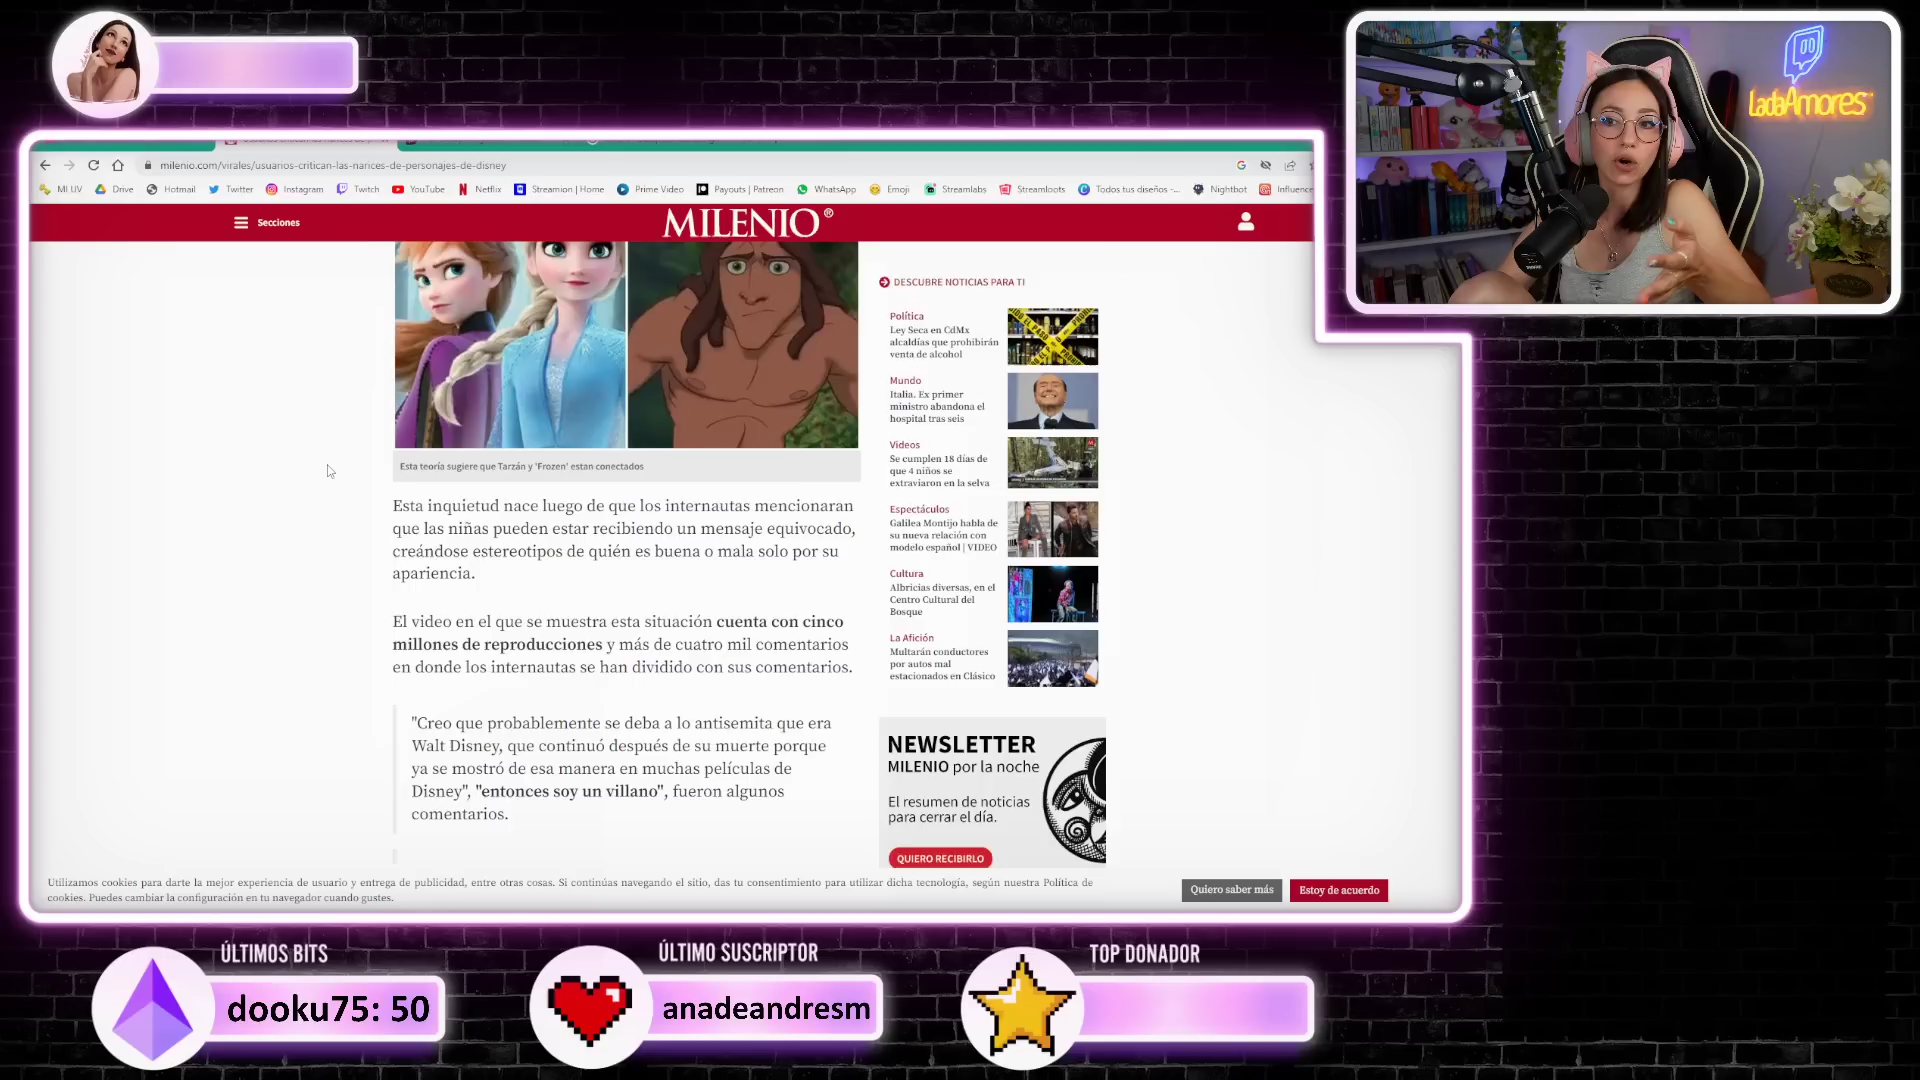 LadaAmores
milenio.com/virales/usuarios-critican-las-narices-de-personajes-de-disney
MI UV
Drive
Hotmail
Twitter
Instagram
Twitch
YouTube
Netflix
Streamion | Home
Prime Video
Payouts | Patreon
WhatsApp
Emoji
Streamlabs
Streamloots
Todos tus diseños -...
Nightbot
Influence
Secciones
MILENIO®
Esta teoría sugiere que Tarzán y 'Frozen' estan conectados
Esta inquietud nace luego de que los internautas mencionaran
que las niñas pueden estar recibiendo un mensaje equivocado,
creándose estereotipos de quién es buena o mala solo por su
apariencia.
El video en el que se muestra esta situación cuenta con cinco
millones de reproducciones y más de cuatro mil comentarios
en donde los internautas se han dividido con sus comentarios.
"Creo que probablemente se deba a lo antisemita que era
Walt Disney, que continuó después de su muerte porque
ya se mostró de esa manera en muchas películas de
Disney", "entonces soy un villano", fueron algunos
comentarios.
DESCUBRE NOTICIAS PARA TI
Política
Ley Seca en CdMx
alcaldías que prohibirán
venta de alcohol
Mundo
Italia. Ex primer
ministro abandona el
hospital tras seis
Videos
Se cumplen 18 días de
que 4 niños se
extraviaron en la selva
Espectáculos
Galilea Montijo habla de
su nueva relación con
modelo español | VIDEO
Cultura
Albricias diversas, en el
Centro Cultural del
Bosque
La Afición
Multarán conductores
por autos mal
estacionados en Clásico
NEWSLETTER
MILENIO por la noche
El resumen de noticias
para cerrar el día.
QUIERO RECIBIRLO
Utilizamos cookies para darte la mejor experiencia de usuario y entrega de publicidad, entre otras cosas. Si continúas navegando el sitio, das tu consentimiento para utilizar dicha tecnología, según nuestra Política de
cookies. Puedes cambiar la configuración en tu navegador cuando gustes.
Quiero saber más
Estoy de acuerdo
ÚLTIMOS BITS
dooku75: 50
ÚLTIMO SUSCRIPTOR
anadeandresm
TOP DONADOR